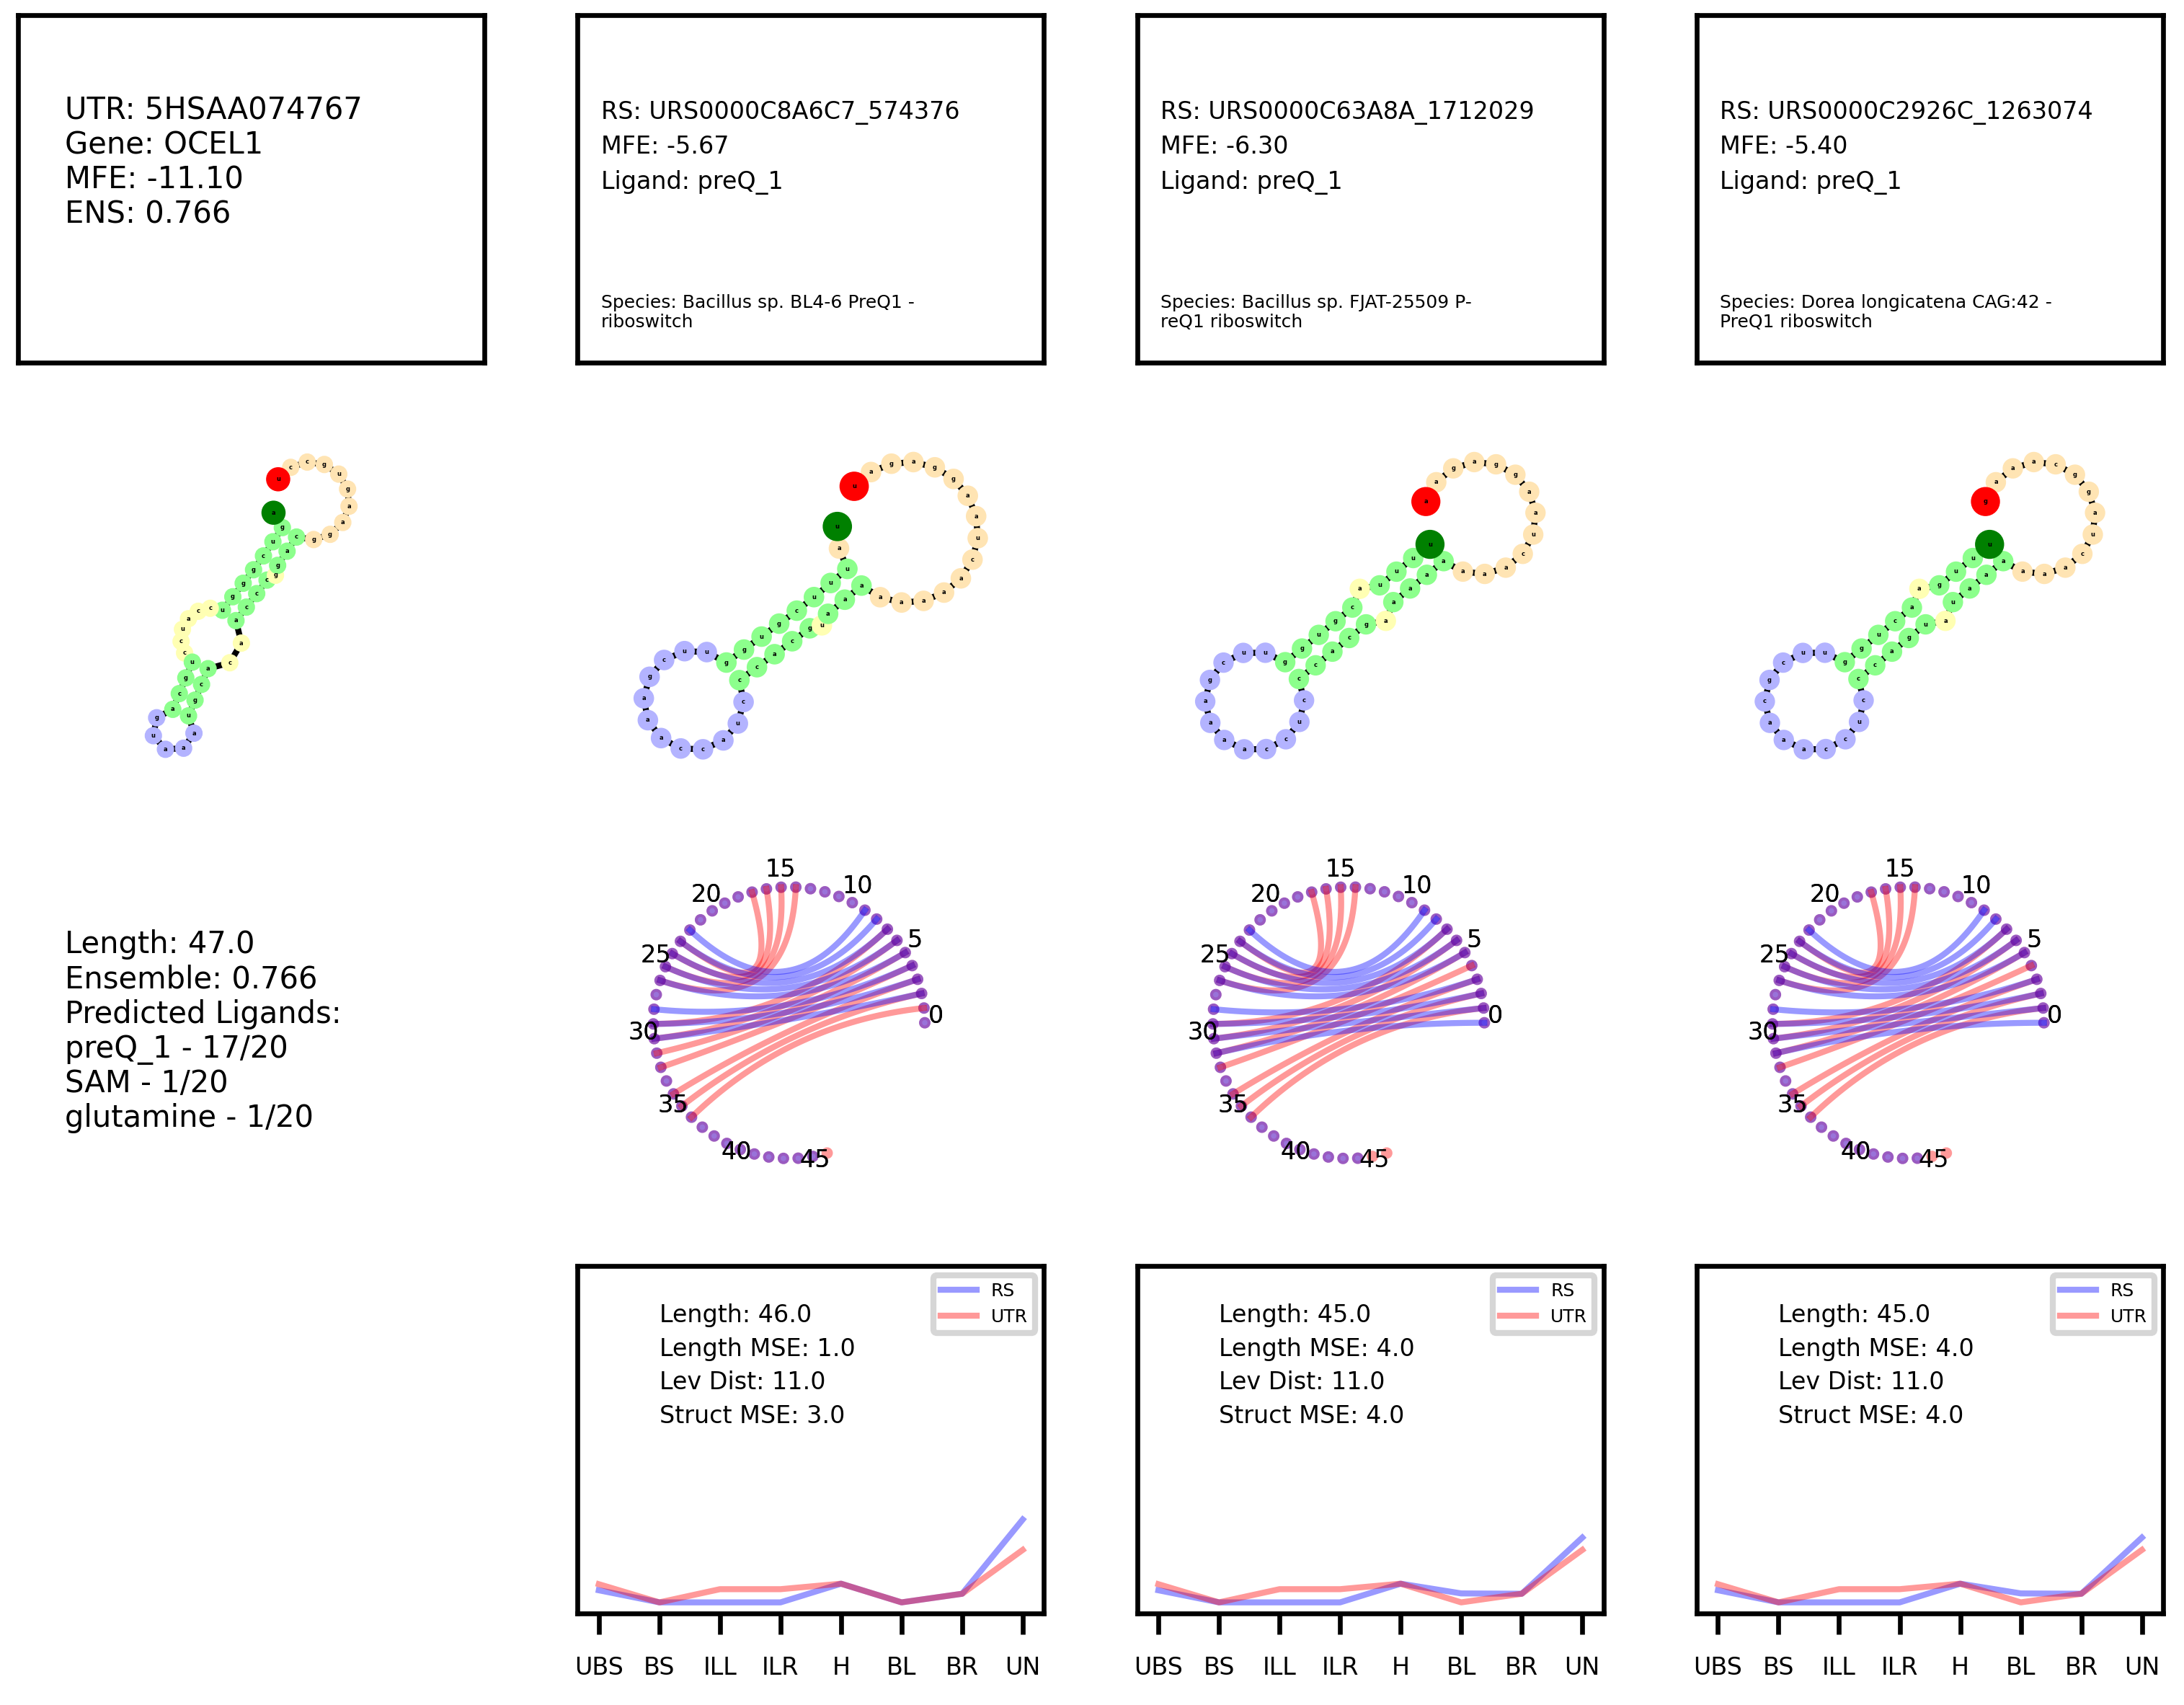 UTR: 5HSAA074767
Gene: OCEL1
MFE: -11.10
ENS: 0.766
RS: URS0000C8A6C7_574376
MFE: -5.67
Ligand: preQ_1
Species: Bacillus sp. BL4-6 PreQ1 -
riboswitch
RS: URS0000C63A8A_1712029
MFE: -6.30
Ligand: preQ_1
Species: Bacillus sp. FJAT-25509 P-
reQ1 riboswitch
RS: URS0000C2926C_1263074
MFE: -5.40
Ligand: preQ_1
Species: Dorea longicatena CAG:42 -
PreQ1 riboswitch
Length: 47.0
Ensemble: 0.766
Predicted Ligands:
preQ_1 - 17/20
SAM - 1/20
glutamine - 1/20
0
5
10
15
20
25
30
35
40
45
0
5
10
15
20
25
30
35
40
45
0
5
10
15
20
25
30
35
40
45
RS
UTR
Length: 46.0
Length MSE: 1.0
Lev Dist: 11.0
Struct MSE: 3.0
UBS BS ILL ILR H BL BR UN
RS
UTR
Length: 45.0
Length MSE: 4.0
Lev Dist: 11.0
Struct MSE: 4.0
UBS BS ILL ILR H BL BR UN
RS
UTR
Length: 45.0
Length MSE: 4.0
Lev Dist: 11.0
Struct MSE: 4.0
UBS BS ILL ILR H BL BR UN